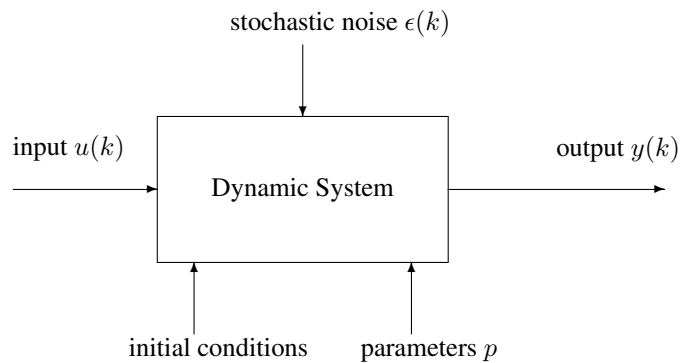 stochastic noise ϵ(k)
input u(k)
output y(k)
Dynamic System
initial conditions
parameters p